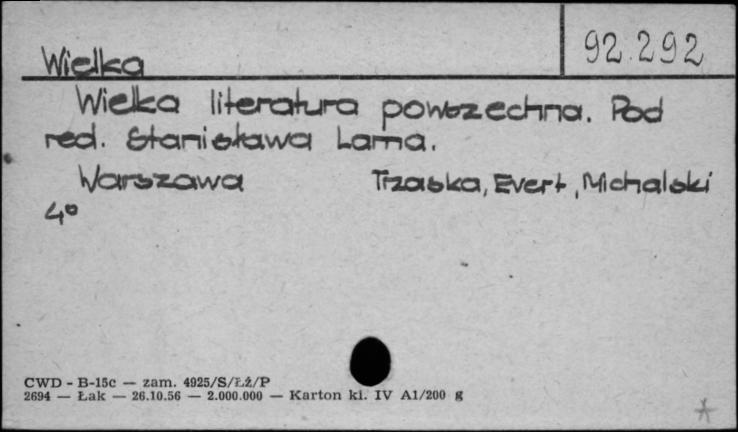 92.292
Wielka
Wielka literatura powszechna. Pod
red. Stanisława Lama.
Warszawa Trzaska, Evert, Michalski
4°
CWD - B-15c — zam. 4925/S/ŁŻ/P
2694 — Łak — 26.10.56 — 2.000.000 — Karton kl. IV A1/200 g